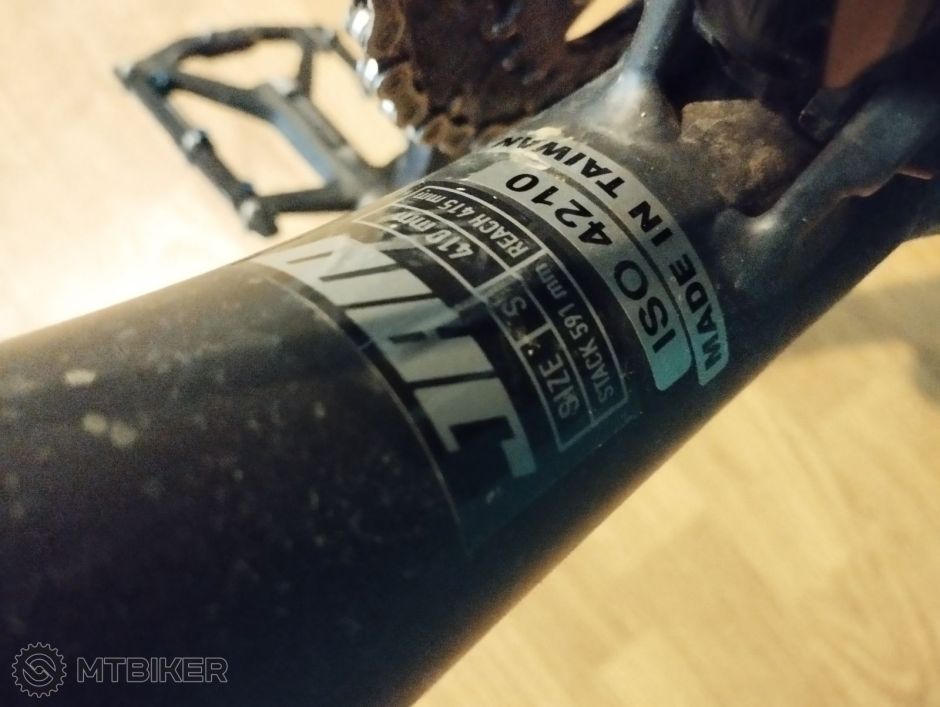 MADE IN TAIWAN
ISO 4210
STACK 591 mm
REACH 415 mm
SIZE
410 mm
MTBIKER